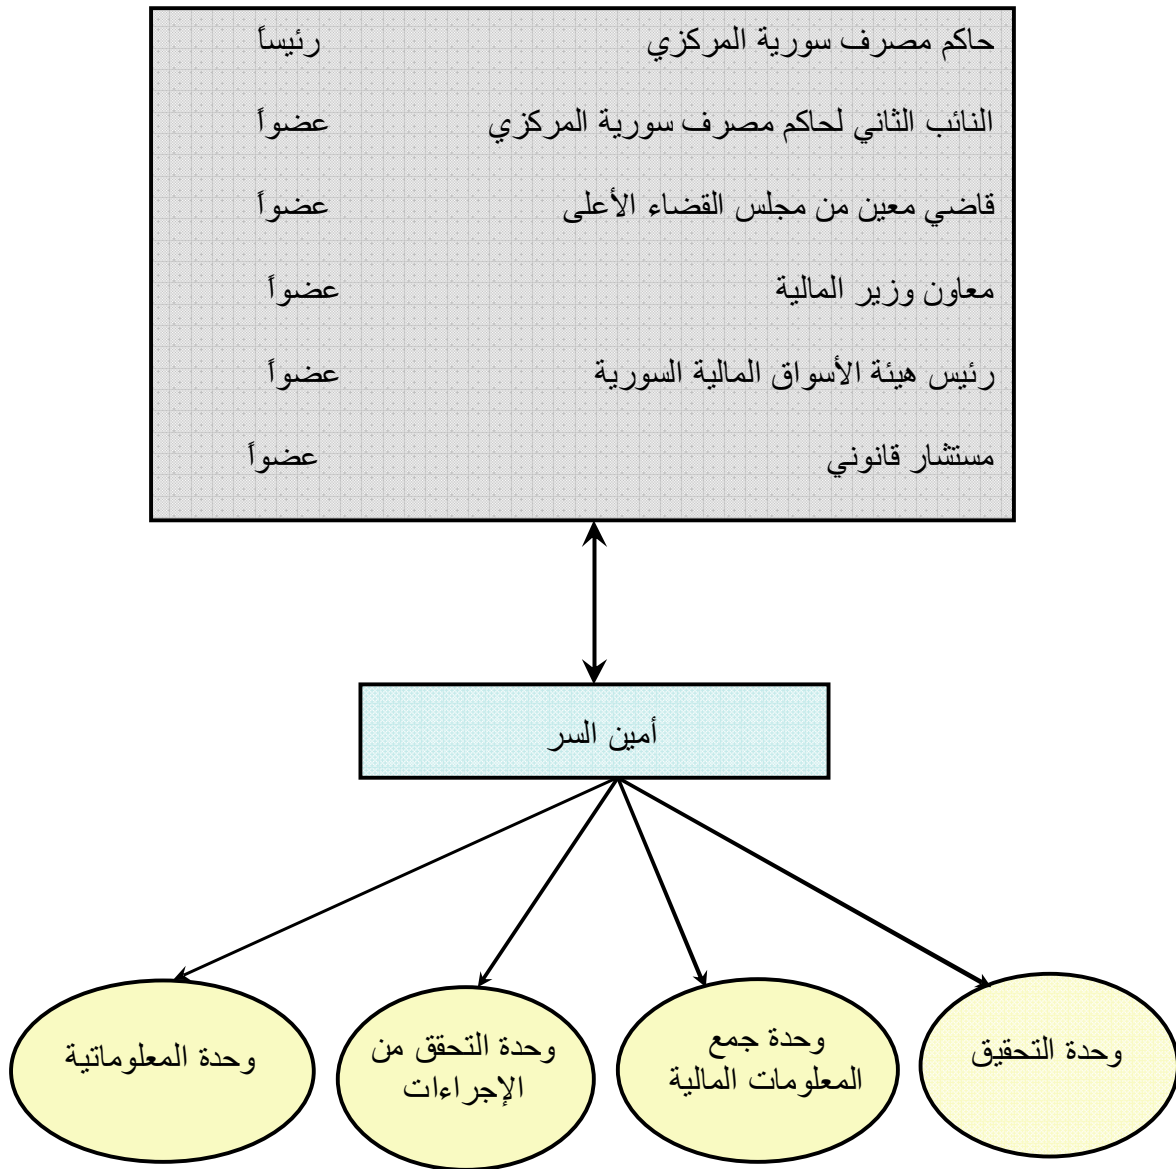 حاكم مصرف سورية المركزي رئيساً
النائب الثاني لحاكم مصرف سورية المركزي عضواً
قاضي معين من مجلس القضاء الأعلى عضواً
معاون وزير المالية عضواً
رئيس هيئة الأسواق المالية السورية عضواً
مستشار قانوني عضواً
أمين السر
وحدة التحقيق
وحدة جمع
المعلومات المالية
وحدة التحقق من
الإجراءات
وحدة المعلوماتية